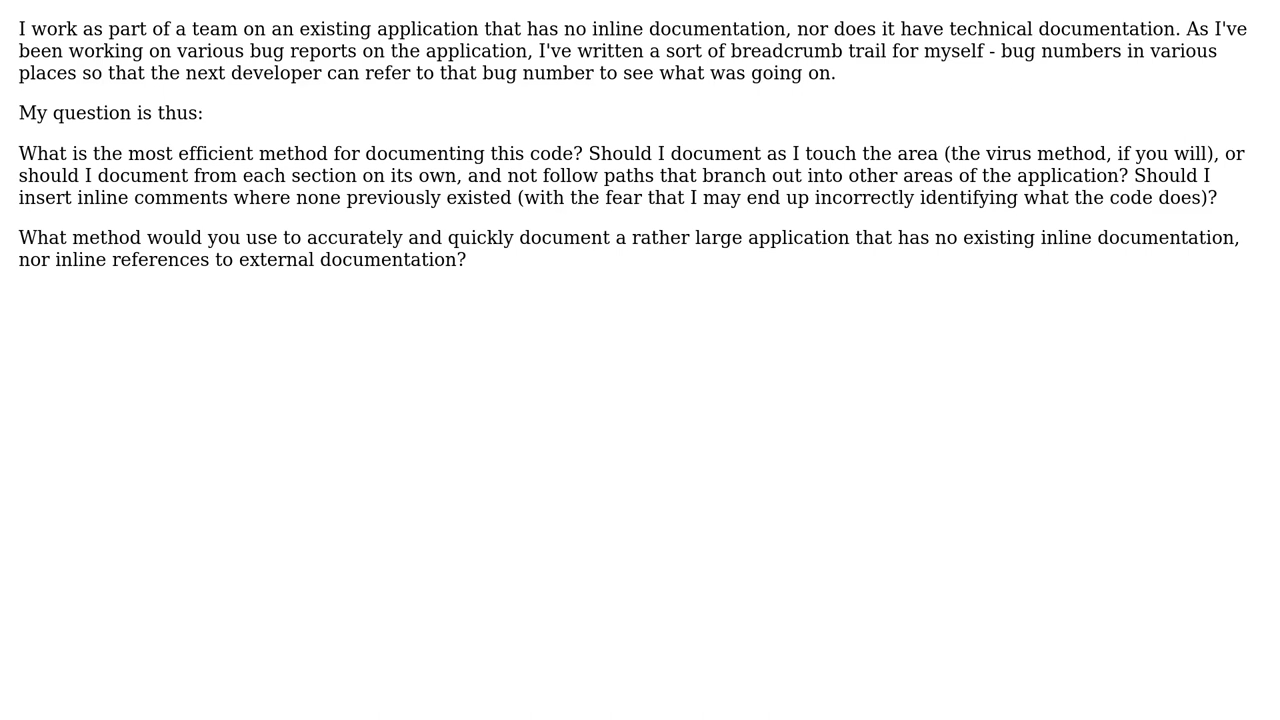 I work as part of a team on an existing application that has no inline documentation, nor does it have technical documentation. As I've
been working on various bug reports on the application, I've written a sort of breadcrumb trail for myself - bug numbers in various
places so that the next developer can refer to that bug number to see what was going on.
My question is thus:
What is the most efficient method for documenting this code? Should I document as I touch the area (the virus method, if you will), or
should I document from each section on its own, and not follow paths that branch out into other areas of the application? Should I
insert inline comments where none previously existed (with the fear that I may end up incorrectly identifying what the code does)?
What method would you use to accurately and quickly document a rather large application that has no existing inline documentation,
nor inline references to external documentation?